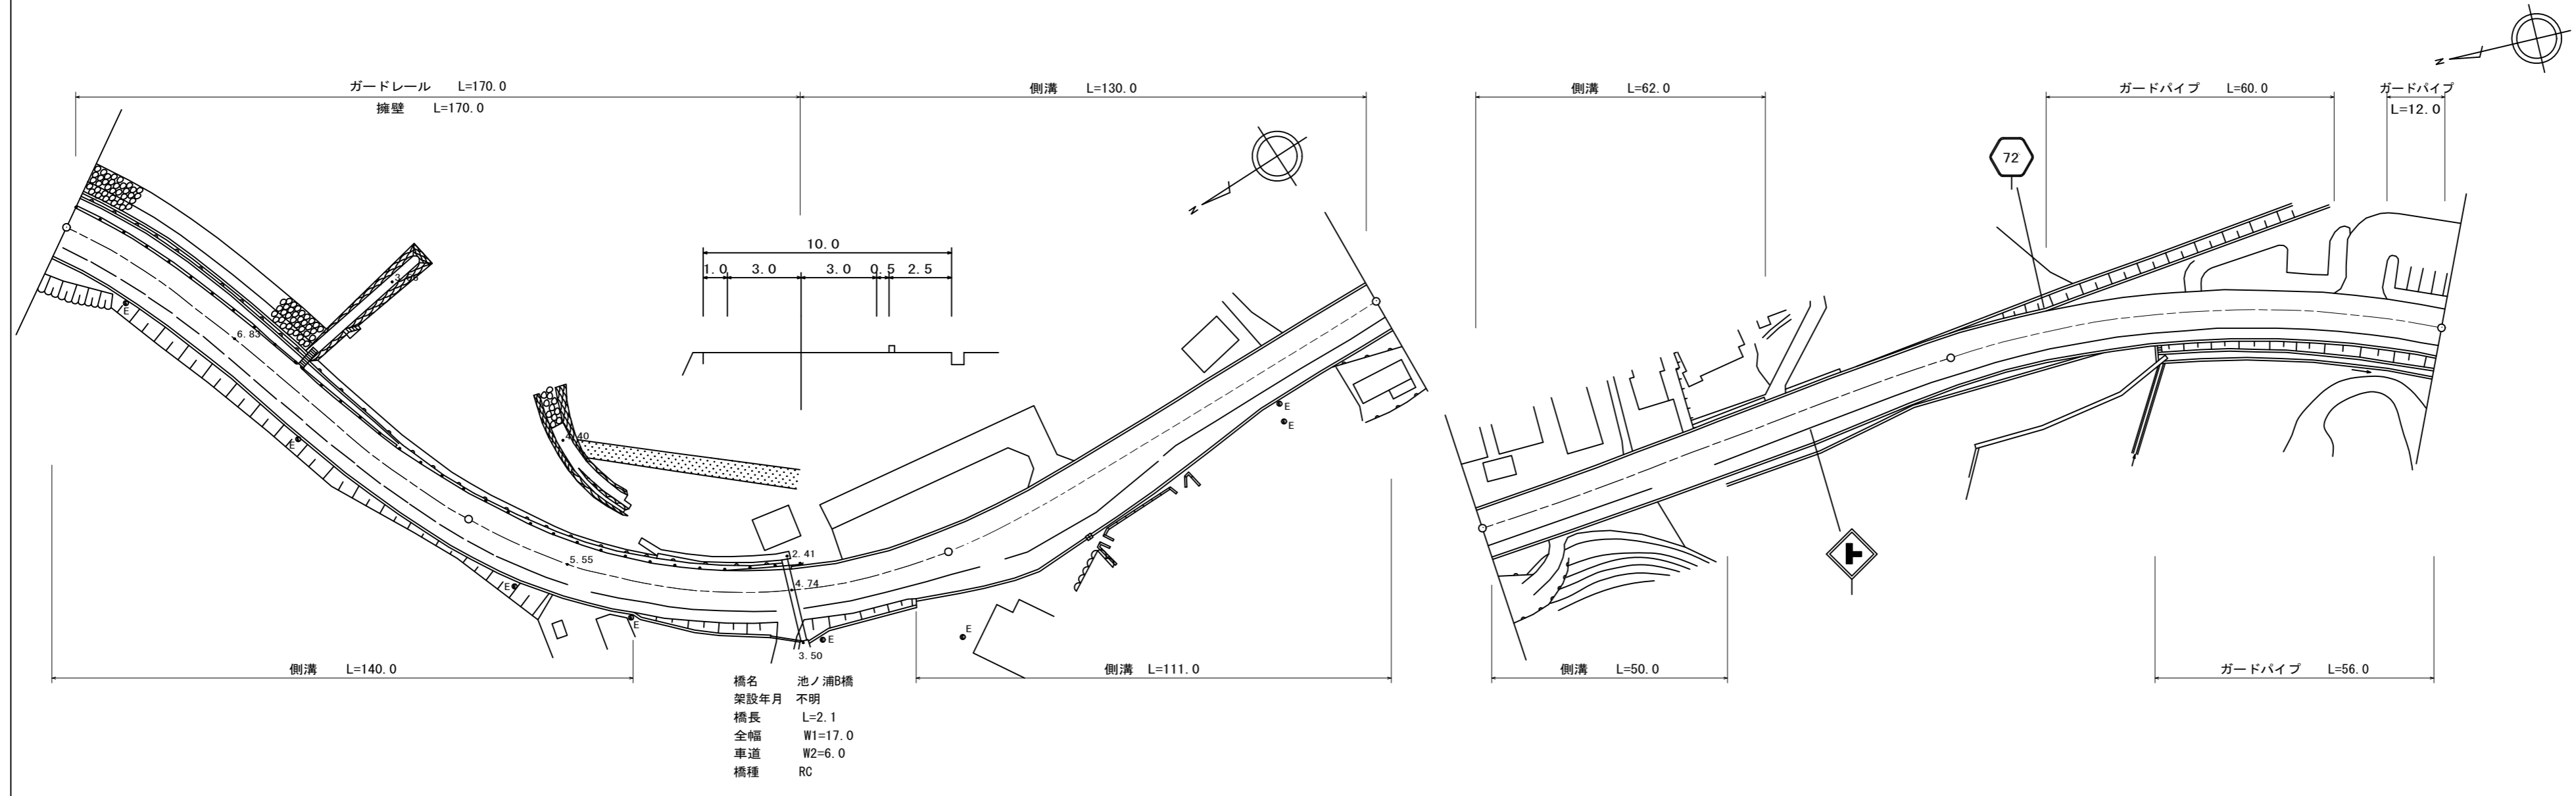 ガードレール L=170.0
擁壁 L=170.0
側溝 L=130.0
側溝 L=62.0
ガードパイプ L=60.0
ガードパイプ
L=12.0
N
N
72
10.0
1.0 3.0 3.0 0.5 2.5
6.83
4.40
5.55
2.41
4.74
3.50
E
E
E
E
E
E
E
E
側溝 L=140.0
側溝 L=111.0
側溝 L=50.0
ガードパイプ L=56.0
橋名 池ノ浦B橋
架設年月 不明
橋長 L=2.1
全幅 W1=17.0
車道 W2=6.0
橋種 RC